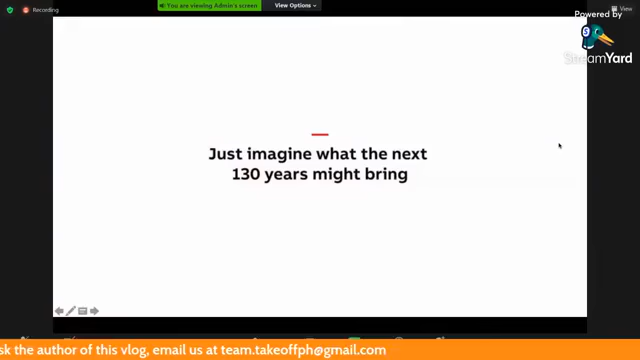 Recording
You are viewing Admin's screen
View Options
View
Powered by
StreamYard
Just imagine what the next
130 years might bring
sk the author of this vlog, email us at team.takeoffph@gmail.com